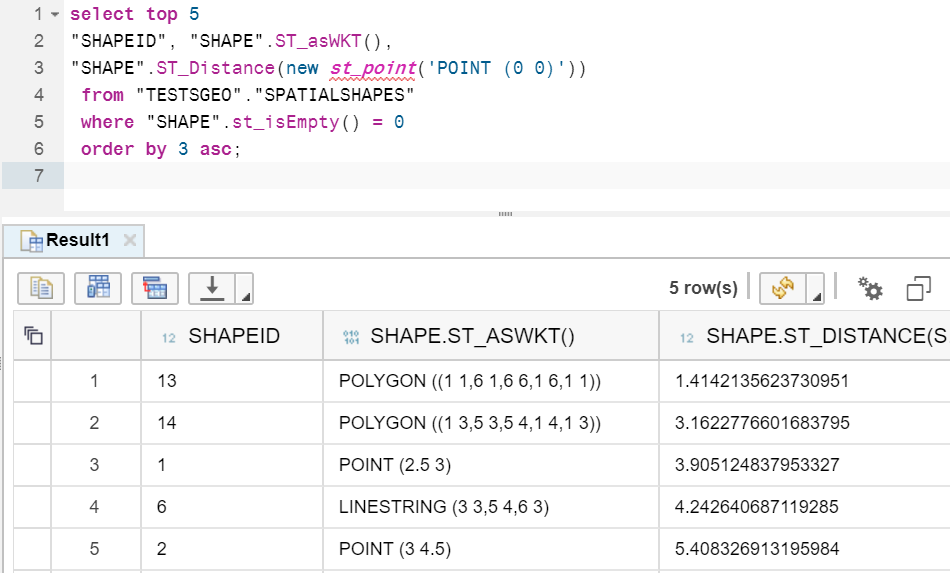 1 select top 5
2 "SHAPEID", "SHAPE".ST_asWKT(),
3 "SHAPE".ST_Distance(new st_point('POINT (0 0)'))
4 from "TESTSGEO"."SPATIALSHAPES"
5 where "SHAPE".st_isEmpty() = 0
6 order by 3 asc;
7
Result1
5 row(s)
12 SHAPEID 010 101 SHAPE.ST_ASWKT() 12 SHAPE.ST_DISTANCE(S
1 13 POLYGON ((1 1,6 1,6 6,1 6,1 1)) 1.4142135623730951
2 14 POLYGON ((1 3,5 3,5 4,1 4,1 3)) 3.1622776601683795
3 1 POINT (2.5 3) 3.905124837953327
4 6 LINESTRING (3 3,5 4,6 3) 4.242640687119285
5 2 POINT (3 4.5) 5.408326913195984